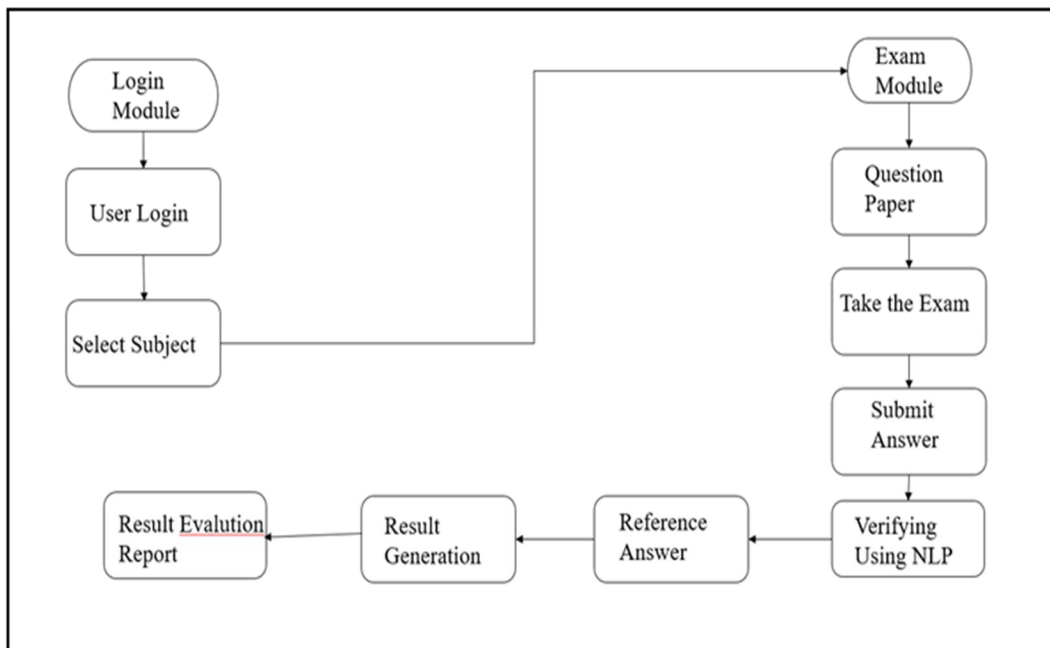 Login
Module
User Login
Select Subject
Exam
Module
Question
Paper
Take the Exam
Submit
Answer
Verifying
Using NLP
Reference
Answer
Result
Generation
Result Evalution
Report